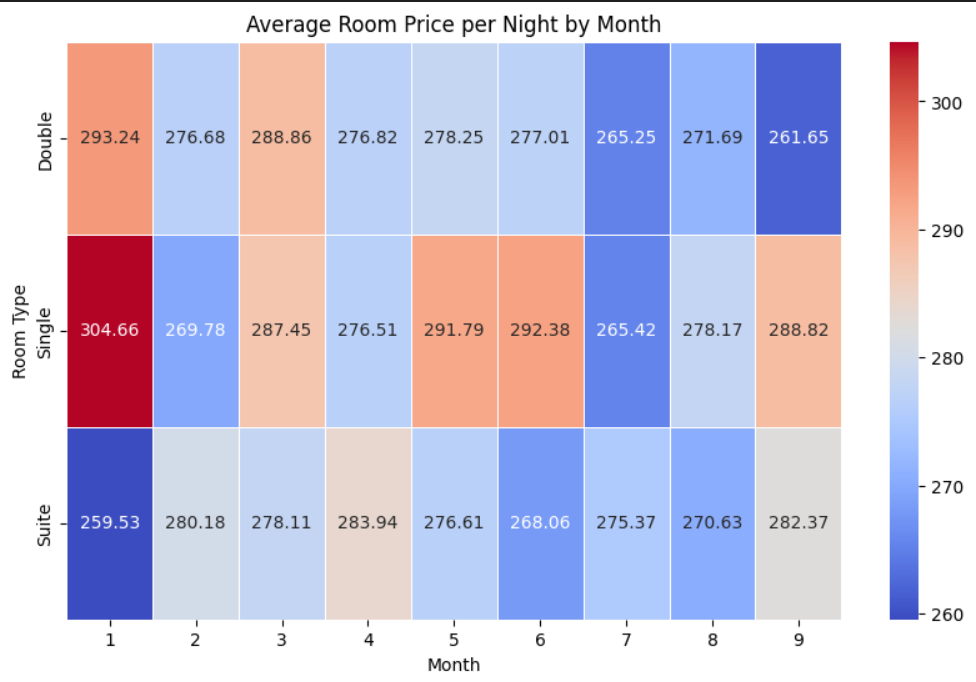 Average Room Price per Night by Month
Room Type
Double
293.24 276.68 288.86 276.82 278.25 277.01 265.25 271.69 261.65
Single
304.66 269.78 287.45 276.51 291.79 292.38 265.42 278.17 288.82
Suite
259.53 280.18 278.11 283.94 276.61 268.06 275.37 270.63 282.37
1 2 3 4 5 6 7 8 9
Month
300
290
280
270
260